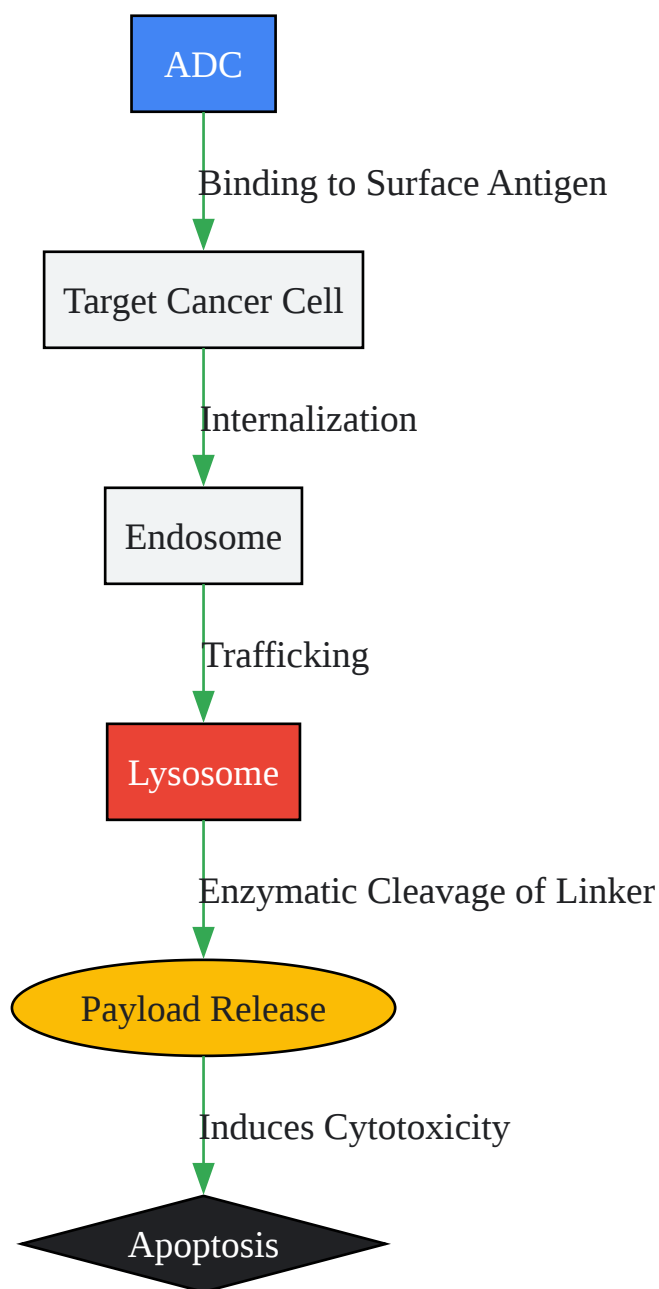 ADC
Binding to Surface Antigen
Target Cancer Cell
Internalization
Endosome
Trafficking
Lysosome
Enzymatic Cleavage of Linker
Payload Release
Induces Cytotoxicity
Apoptosis